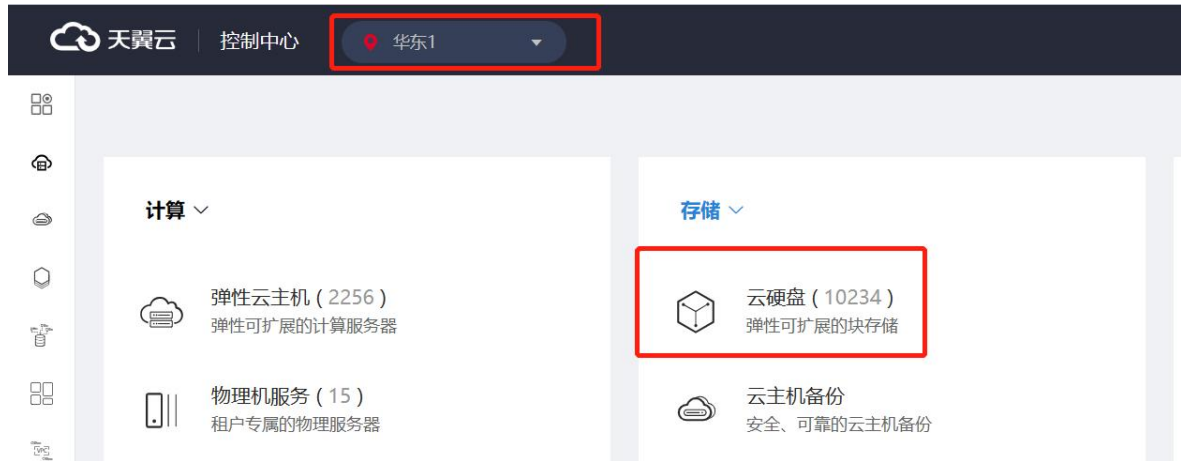 天翼云 控制中心 华东1
计算
弹性云主机 ( 2256 )
弹性可扩展的计算服务器
物理机服务 ( 15 )
租户专属的物理服务器
存储
云硬盘 ( 10234 )
弹性可扩展的块存储
云主机备份
安全、可靠的云主机备份